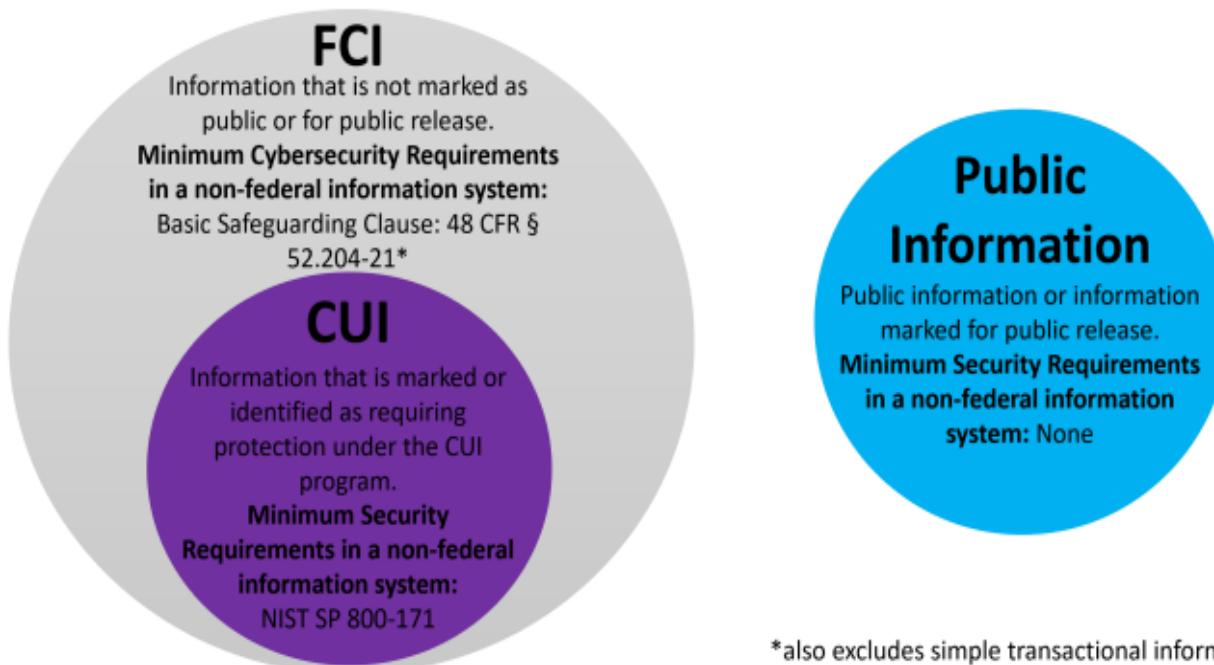 FCI
Information that is not marked as
public or for public release.
Minimum Cybersecurity Requirements
in a non-federal information system:
Basic Safeguarding Clause: 48 CFR §
52.204-21*
CUI
Information that is marked or
identified as requiring
protection under the CUI
program.
Minimum Security
Requirements in a non-federal
information system:
NIST SP 800-171
Public
Information
Public information or information
marked for public release.
Minimum Security Requirements
in a non-federal information
system: None
*also excludes simple transactional